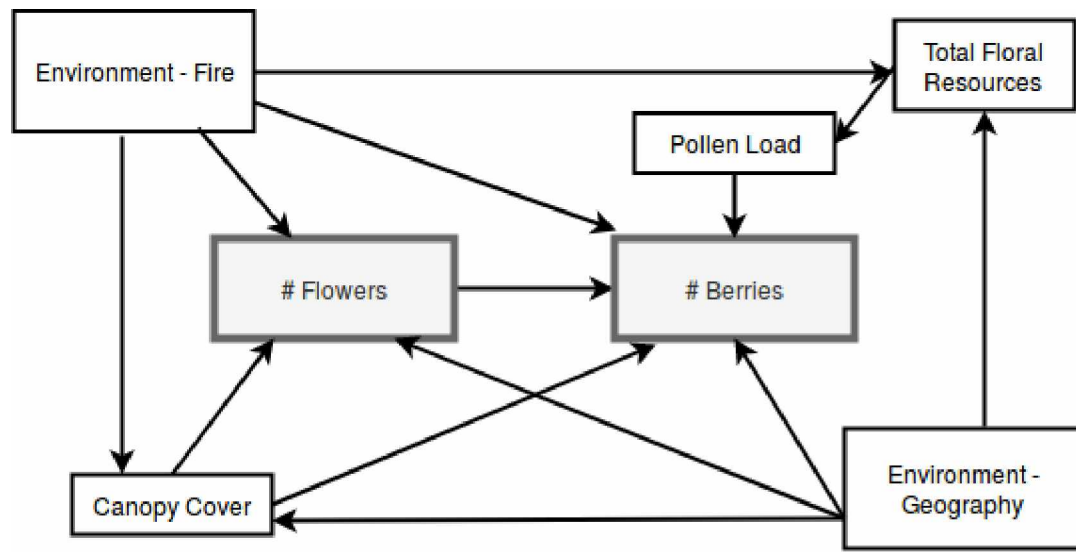 Environment - Fire
Total Floral
Resources
Pollen Load
# Flowers
# Berries
Canopy Cover
Environment -
Geography